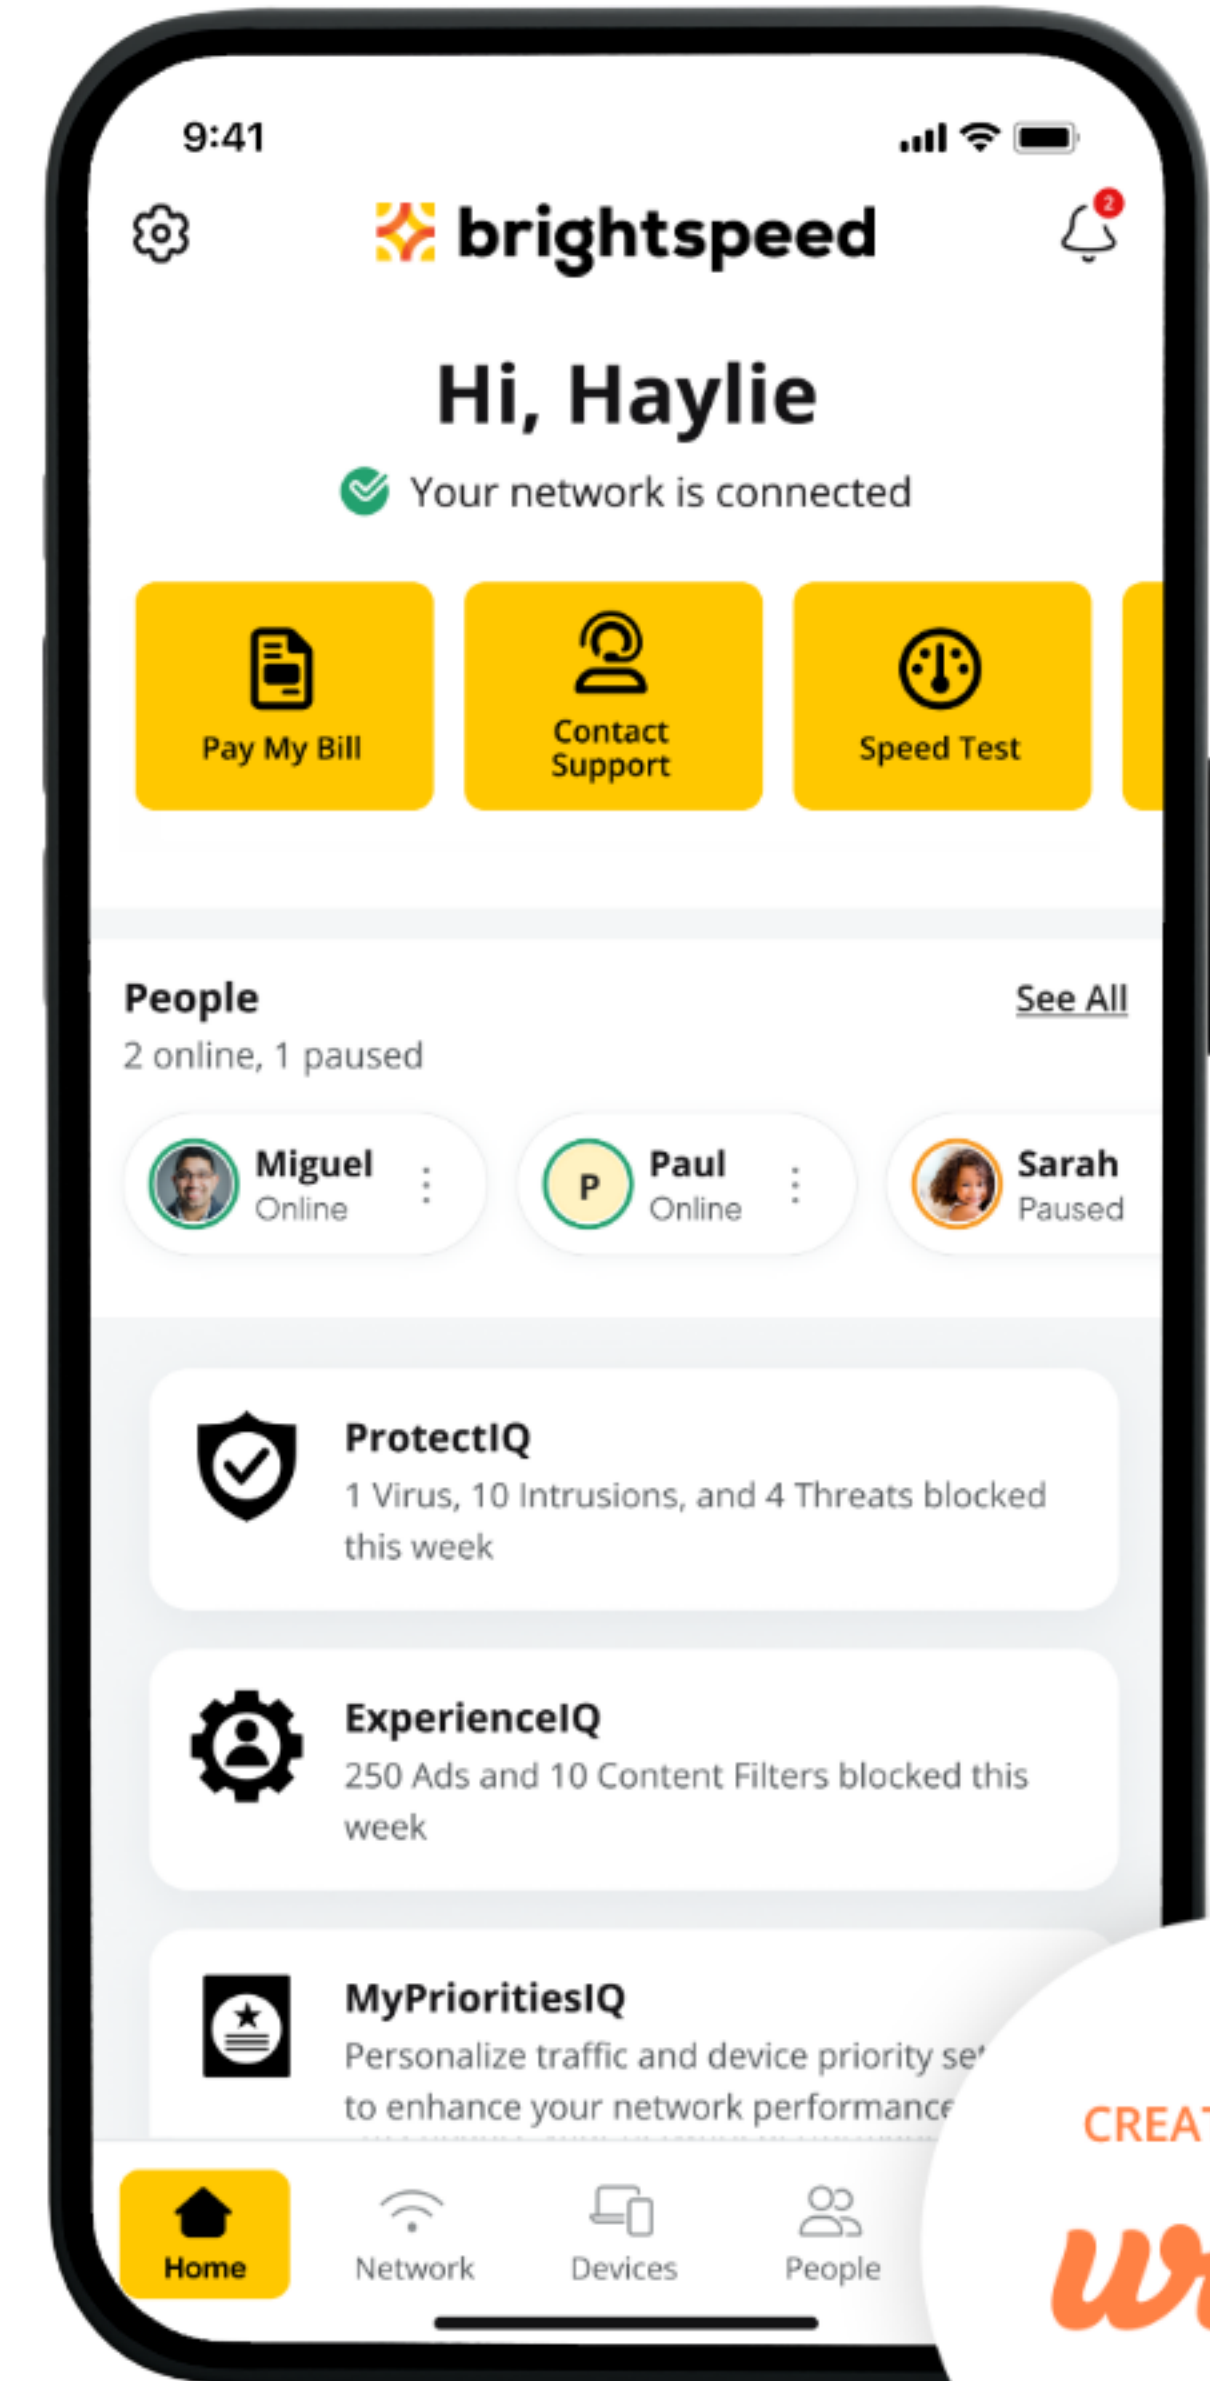 9:41
brightspeed
2
Hi, Haylie
Your network is connected
Pay My Bill
Contact
Support
Speed Test
People
See All
2 online, 1 paused
Miguel
Online
P
Paul
Online
Sarah
Paused
ProtectIQ
1 Virus, 10 Intrusions, and 4 Threats blocked
this week
ExperienceIQ
250 Ads and 10 Content Filters blocked this
week
MyPrioritiesIQ
Personalize traffic and device priority
to enhance your network performance
Home
Network
Devices
People